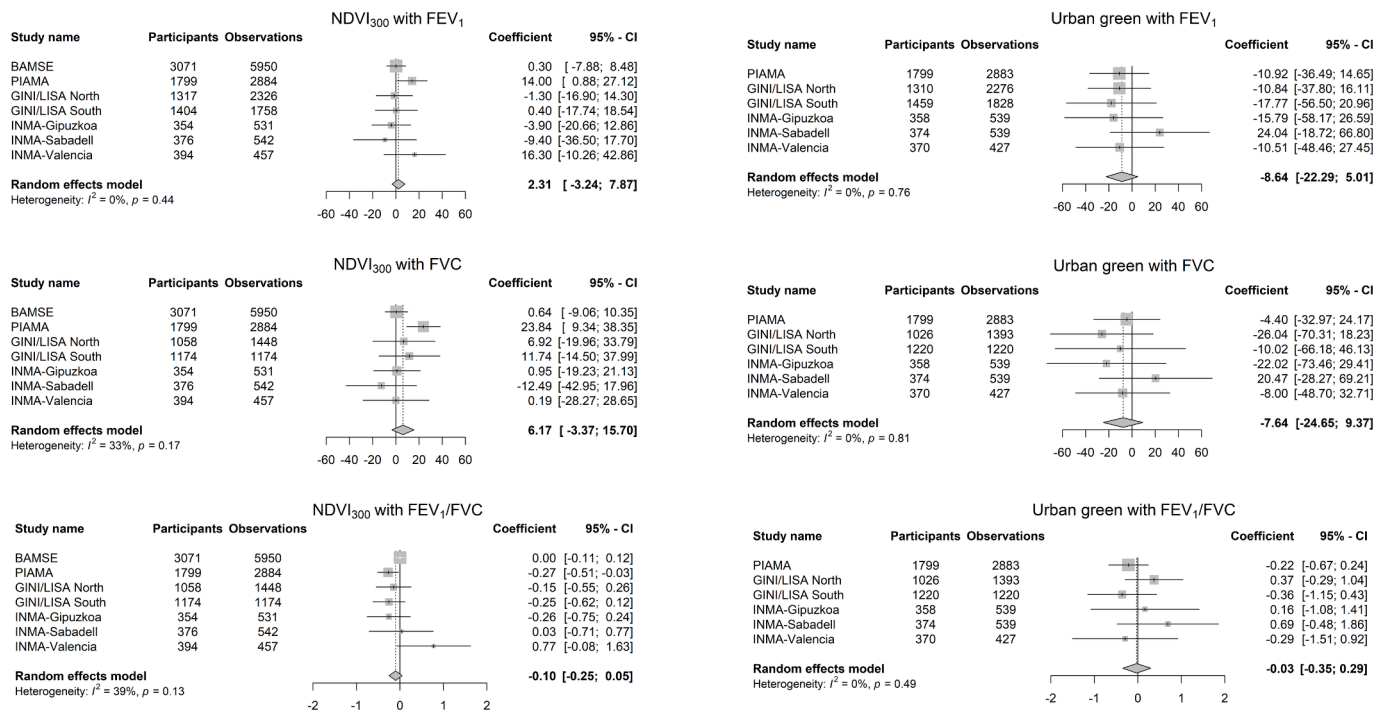 NDVI300 with FEV1
Study name Participants Observations Coefficient 95% - CI
BAMSE 3071 5950 0.30 [ -7.88; 8.48]
PIAMA 1799 2884 14.00 [ 0.88; 27.12]
GINI/LISA North 1317 2326 -1.30 [-16.90; 14.30]
GINI/LISA South 1404 1758 0.40 [-17.74; 18.54]
INMA-Gipuzkoa 354 531 -3.90 [-20.66; 12.86]
INMA-Sabadell 376 542 -9.40 [-36.50; 17.70]
INMA-Valencia 394 457 16.30 [-10.26; 42.86]
Random effects model 2.31 [ -3.24; 7.87]
Heterogeneity: I² = 0%, p = 0.44
-60 -40 -20 0 20 40 60
Urban green with FEV1
Study name Participants Observations Coefficient 95% - CI
PIAMA 1799 2883 -10.92 [-36.49; 14.65]
GINI/LISA North 1310 2276 -10.84 [-37.80; 16.11]
GINI/LISA South 1459 1828 -17.77 [-56.50; 20.96]
INMA-Gipuzkoa 358 539 -15.79 [-58.17; 26.59]
INMA-Sabadell 374 539 24.04 [-18.72; 66.80]
INMA-Valencia 370 427 -10.51 [-48.46; 27.45]
Random effects model -8.64 [-22.29; 5.01]
Heterogeneity: I² = 0%, p = 0.76
-60 -40 -20 0 20 40 60
NDVI300 with FVC
Study name Participants Observations Coefficient 95% - CI
BAMSE 3071 5950 0.64 [ -9.06; 10.35]
PIAMA 1799 2884 23.84 [ 9.34; 38.35]
GINI/LISA North 1058 1448 6.92 [-19.96; 33.79]
GINI/LISA South 1174 1174 11.74 [-14.50; 37.99]
INMA-Gipuzkoa 354 531 0.95 [-19.23; 21.13]
INMA-Sabadell 376 542 -12.49 [-42.95; 17.96]
INMA-Valencia 394 457 0.19 [-28.27; 28.65]
Random effects model 6.17 [ -3.37; 15.70]
Heterogeneity: I² = 33%, p = 0.17
-60 -40 -20 0 20 40 60
Urban green with FVC
Study name Participants Observations Coefficient 95% - CI
PIAMA 1799 2883 -4.40 [-32.97; 24.17]
GINI/LISA North 1026 1393 -26.04 [-70.31; 18.23]
GINI/LISA South 1220 1220 -10.02 [-66.18; 46.13]
INMA-Gipuzkoa 358 539 -22.02 [-73.46; 29.41]
INMA-Sabadell 374 539 20.47 [-28.27; 69.21]
INMA-Valencia 370 427 -8.00 [-48.70; 32.71]
Random effects model -7.64 [-24.65; 9.37]
Heterogeneity: I² = 0%, p = 0.81
-60 -40 -20 0 20 40 60
NDVI300 with FEV1/FVC
Study name Participants Observations Coefficient 95% - CI
BAMSE 3071 5950 0.00 [-0.11; 0.12]
PIAMA 1799 2884 -0.27 [-0.51; -0.03]
GINI/LISA North 1058 1448 -0.15 [-0.55; 0.26]
GINI/LISA South 1174 1174 -0.25 [-0.62; 0.12]
INMA-Gipuzkoa 354 531 -0.26 [-0.75; 0.24]
INMA-Sabadell 376 542 0.03 [-0.71; 0.77]
INMA-Valencia 394 457 0.77 [-0.08; 1.63]
Random effects model -0.10 [-0.25; 0.05]
Heterogeneity: I² = 39%, p = 0.13
-2 -1 0 1 2
Urban green with FEV1/FVC
Study name Participants Observations Coefficient 95% - CI
PIAMA 1799 2883 -0.22 [-0.67; 0.24]
GINI/LISA North 1026 1393 0.37 [-0.29; 1.04]
GINI/LISA South 1220 1220 -0.36 [-1.15; 0.43]
INMA-Gipuzkoa 358 539 0.16 [-1.08; 1.41]
INMA-Sabadell 374 539 0.69 [-0.48; 1.86]
INMA-Valencia 370 427 -0.29 [-1.51; 0.92]
Random effects model -0.03 [-0.35; 0.29]
Heterogeneity: I² = 0%, p = 0.49
-2 -1 0 1 2